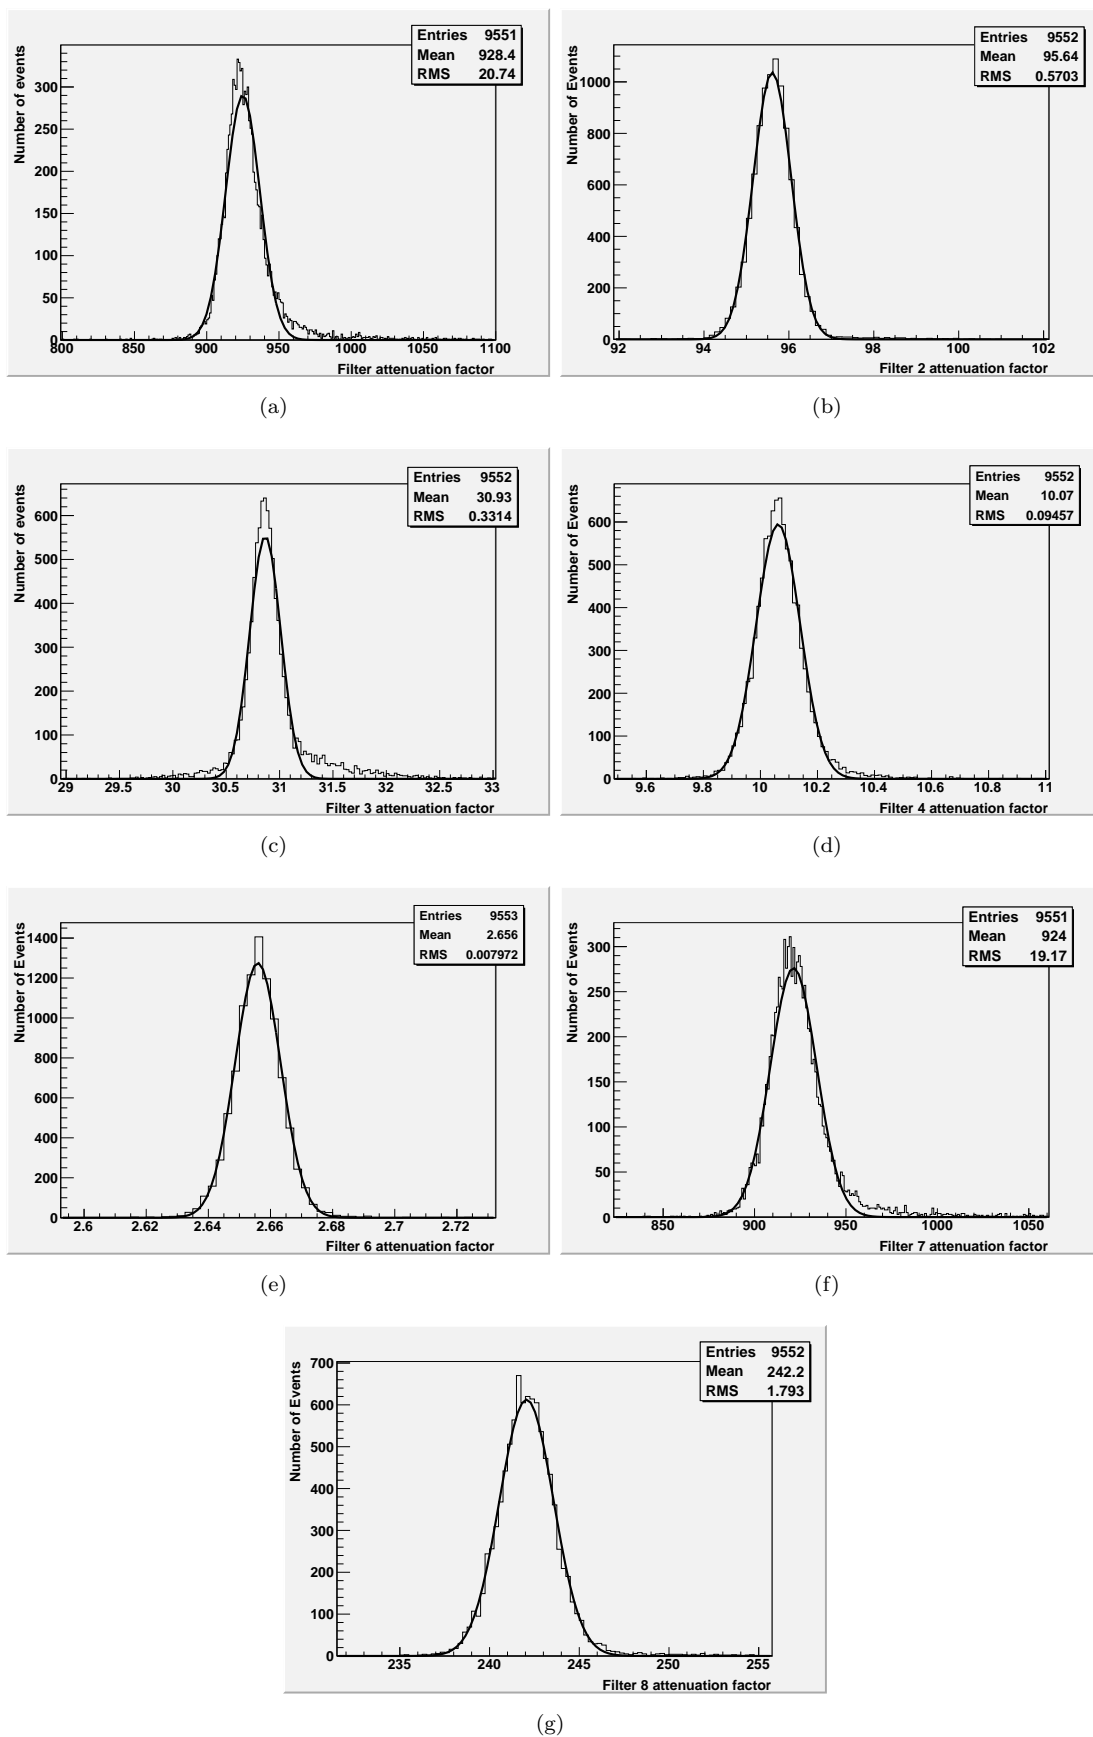 Entries 9551
Mean 928.4
RMS 20.74
Number of events
300
250
200
150
100
50
0
800 850 900 950 1000 1050 1100
Filter attenuation factor
(a)
Entries 9552
Mean 95.64
RMS 0.5703
Number of Events
1000
800
600
400
200
0
92 94 96 98 100 102
Filter 2 attenuation factor
(b)
Entries 9552
Mean 30.93
RMS 0.3314
Number of events
600
500
400
300
200
100
0
29 29.5 30 30.5 31 31.5 32 32.5 33
Filter 3 attenuation factor
(c)
Entries 9552
Mean 10.07
RMS 0.09457
Number of Events
600
500
400
300
200
100
0
9.6 9.8 10 10.2 10.4 10.6 10.8 11
Filter 4 attenuation factor
(d)
Entries 9553
Mean 2.656
RMS 0.007972
Number of Events
1400
1200
1000
800
600
400
200
0
2.6 2.62 2.64 2.66 2.68 2.7 2.72
Filter 6 attenuation factor
(e)
Entries 9551
Mean 924
RMS 19.17
Number of Events
300
250
200
150
100
50
0
850 900 950 1000 1050
Filter 7 attenuation factor
(f)
Entries 9552
Mean 242.2
RMS 1.793
Number of Events
700
600
500
400
300
200
100
0
235 240 245 250 255
Filter 8 attenuation factor
(g)